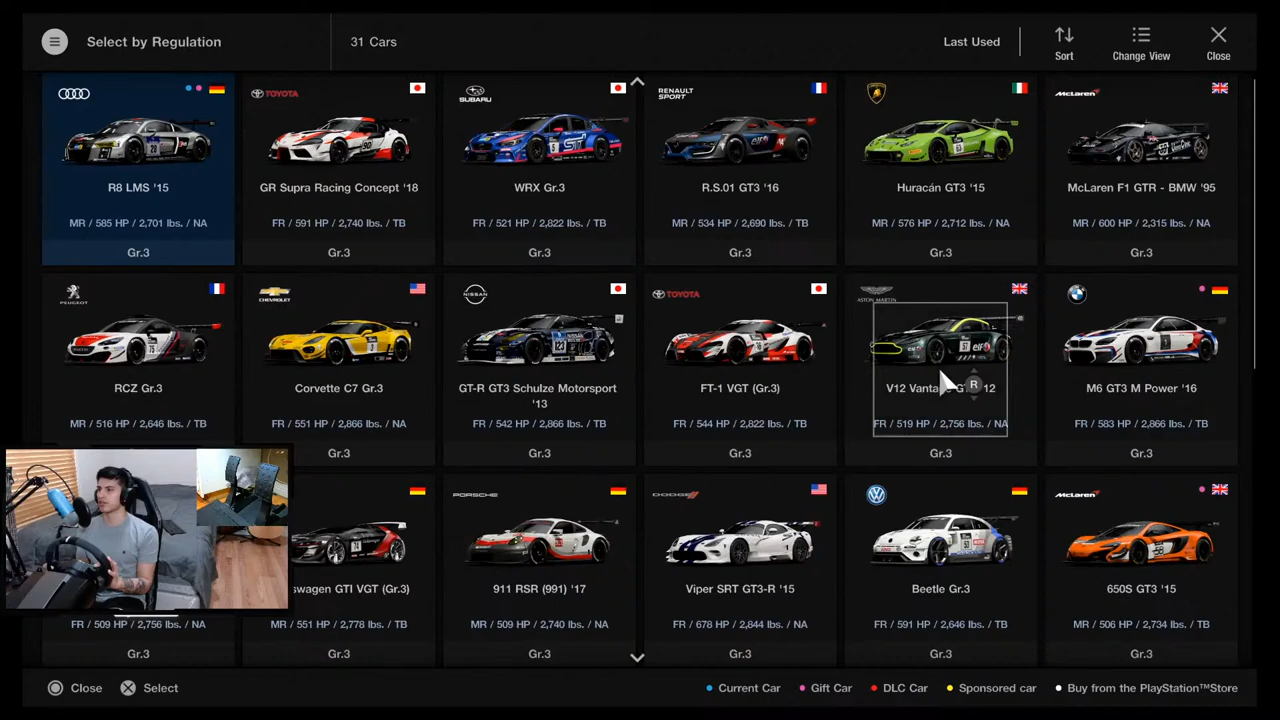 Select by Regulation
31 Cars
Last Used
Sort
Change View
Close
TOYOTA
SUBARU
RENAULT
SPORT
McLaren
R8 LMS '15
GR Supra Racing Concept '18
WRX Gr.3
R.S.01 GT3 '16
Huracán GT3 '15
McLaren F1 GTR - BMW '95
MR / 585 HP / 2,701 lbs. / NA
FR / 591 HP / 2,740 lbs. / TB
FR / 521 HP / 2,822 lbs. / TB
MR / 534 HP / 2,690 lbs. / TB
MR / 576 HP / 2,712 lbs. / NA
MR / 600 HP / 2,315 lbs. / NA
Gr.3
Gr.3
Gr.3
Gr.3
Gr.3
Gr.3
PEUGEOT
CHEVROLET
NISSAN
TOYOTA
ASTON MARTIN
RCZ Gr.3
Corvette C7 Gr.3
GT-R GT3 Schulze Motorsport
'13
FT-1 VGT (Gr.3)
V12 12
R
M6 GT3 M Power '16
MR / 516 HP / 2,646 lbs. / TB
FR / 551 HP / 2,866 lbs. / NA
FR / 542 HP / 2,866 lbs. / TB
FR / 544 HP / 2,822 lbs. / TB
FR / 519 HP / 2,756 lbs. / NA
FR / 583 HP / 2,866 lbs. / TB
Gr.3
Gr.3
Gr.3
Gr.3
Gr.3
PORSCHE
DODGE
McLaren
swagen GTI VGT (Gr.3)
911 RSR (991) '17
Viper SRT GT3-R '15
Beetle Gr.3
650S GT3 '15
FR / 509 HP / 2,756 lbs. / NA
MR / 551 HP / 2,778 lbs. / TB
MR / 509 HP / 2,740 lbs. / NA
FR / 678 HP / 2,844 lbs. / NA
FR / 591 HP / 2,646 lbs. / TB
MR / 506 HP / 2,734 lbs. / TB
Gr.3
Gr.3
Gr.3
Gr.3
Gr.3
Gr.3
Close
Select
Current Car
Gift Car
DLC Car
Sponsored car
Buy from the PlayStation™Store